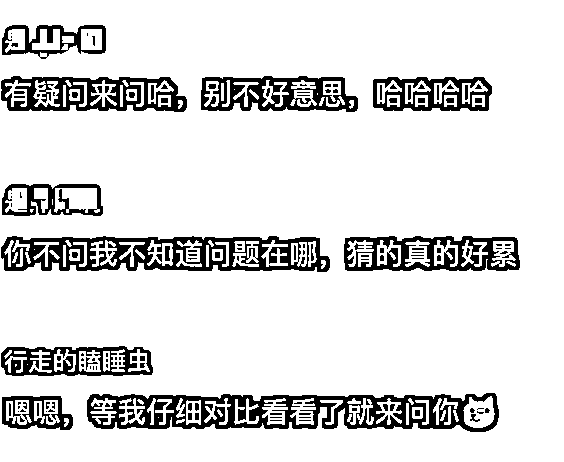 有疑问来问哈，别不好意思，哈哈哈哈
你不问我不知道问题在哪，猜的真的好累
行走的瞌睡虫
嗯嗯，等我仔细对比看看了就来问你